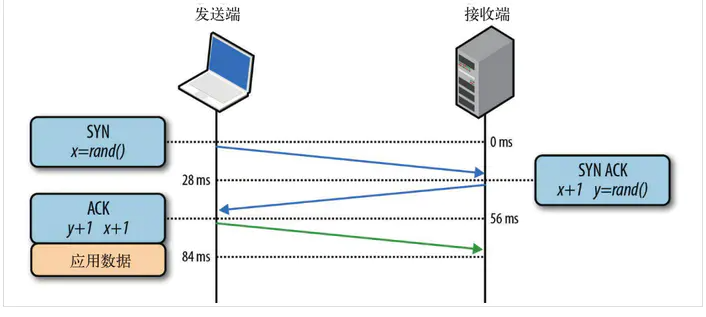 发送端
接收端
SYN
x=rand()
0 ms
28 ms
SYN ACK
x+1 y=rand()
ACK
y+1 x+1
56 ms
应用数据
84 ms